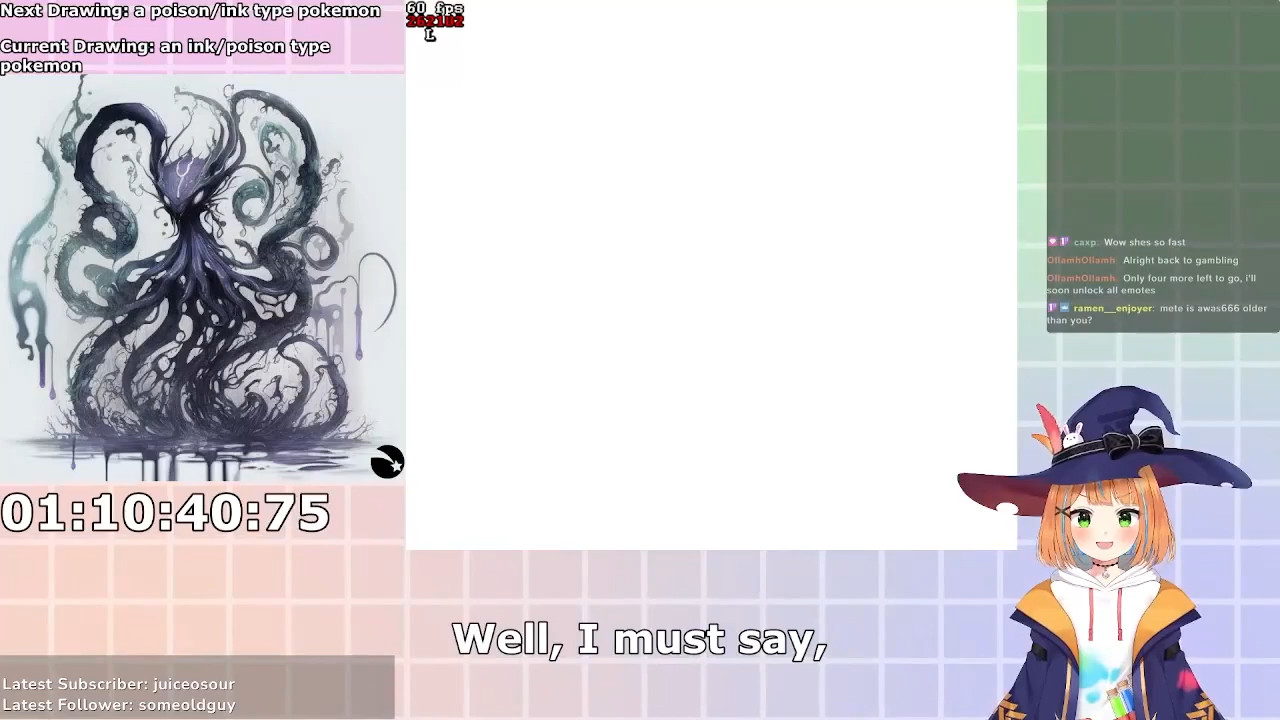 Next Drawing: a poison/ink type pokemon
Current Drawing: an ink/poison type
pokemon
60 fps
262102
L
caxp: Wow shes so fast
OllamhOllamh: Alright back to gambling
OllamhOllamh: Only four more left to go, i'll
soon unlock all emotes
ramen__enjoyer: mete is awas666 older
than you?
01:10:40:75
Well, I must say,
Latest Subscriber: juiceosour
Latest Follower: someoldguy